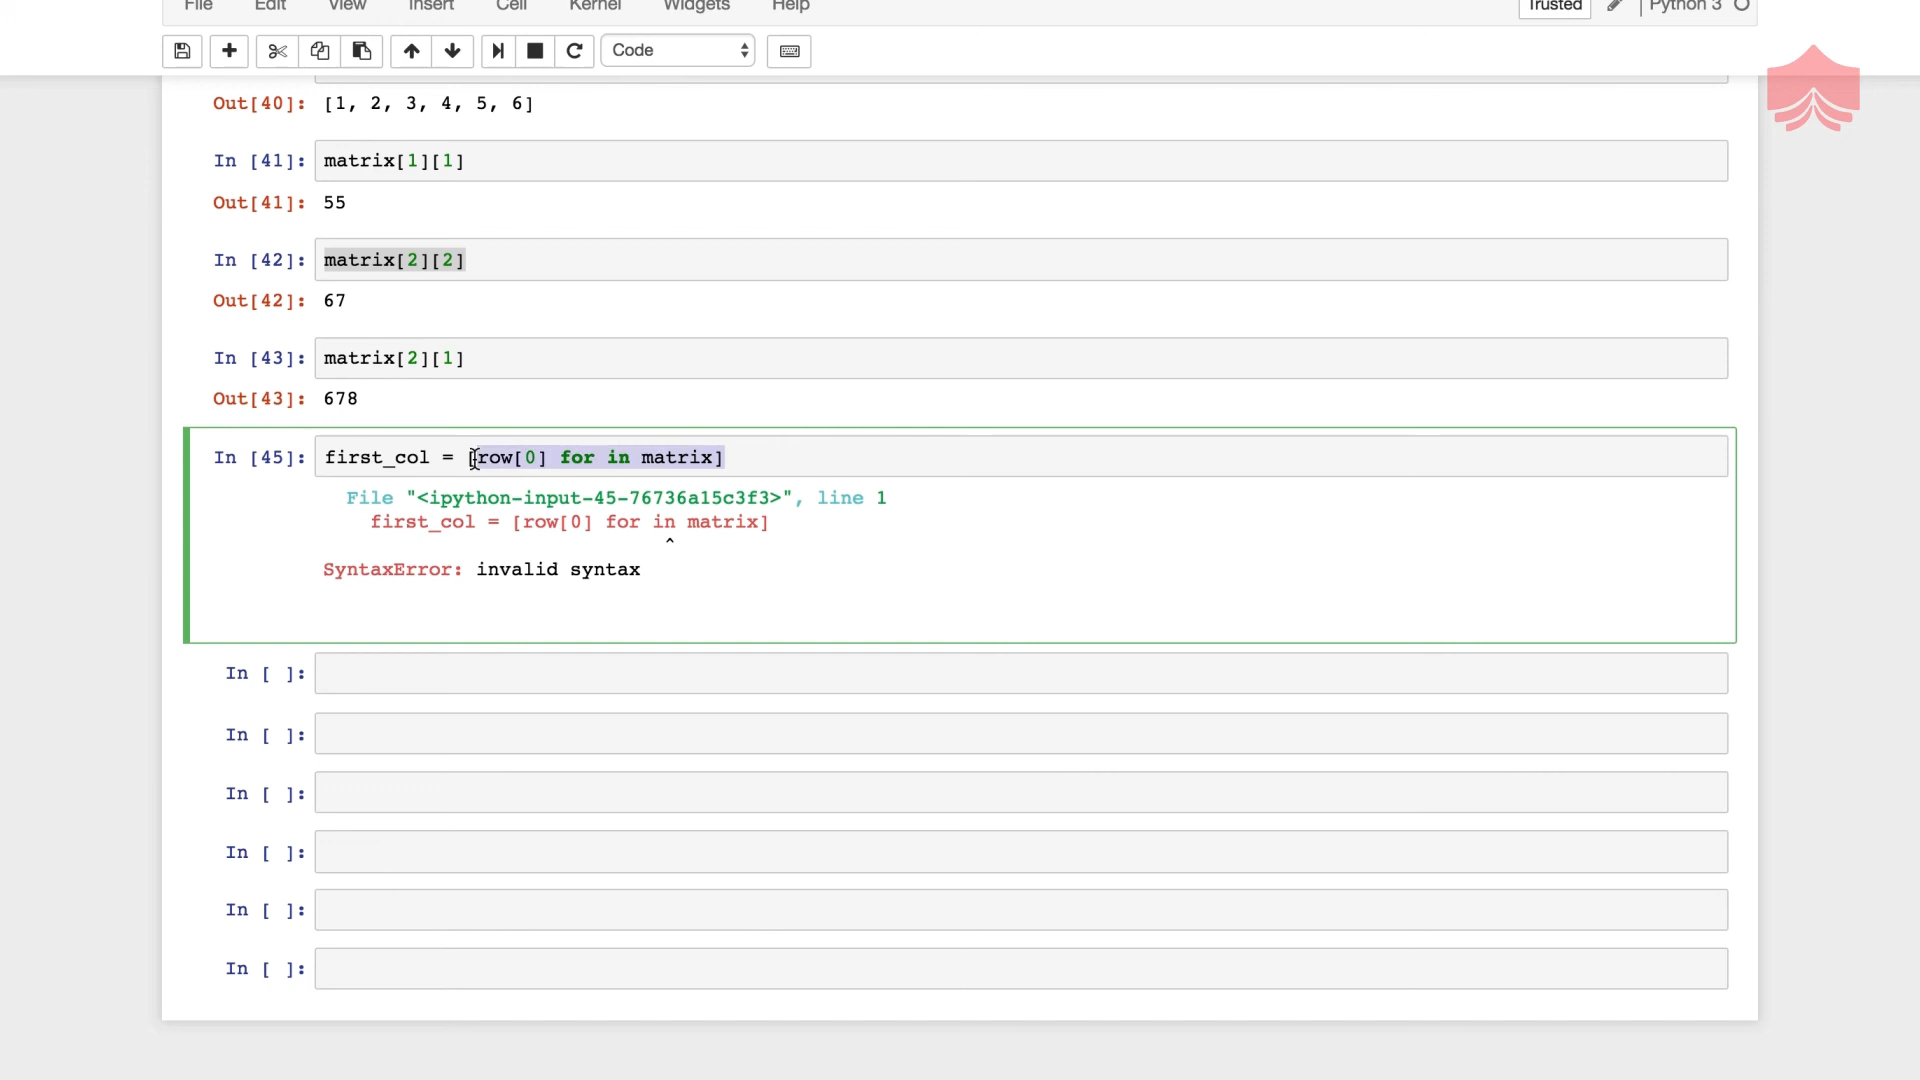 File Edit View Insert Cell Kernel Widgets Help Trusted Python 3
Code
Out[40]: [1, 2, 3, 4, 5, 6]
In [41]: matrix[1][1]
Out[41]: 55
In [42]: matrix[2][2]
Out[42]: 67
In [43]: matrix[2][1]
Out[43]: 678
In [45]: first_col = [row[0] for in matrix]
File "<ipython-input-45-76736a15c3f3>", line 1
first_col = [row[0] for in matrix]
^
SyntaxError: invalid syntax
In [ ]:
In [ ]:
In [ ]:
In [ ]:
In [ ]:
In [ ]: